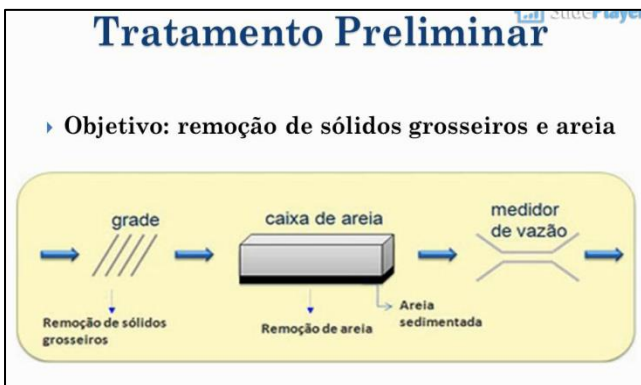 SlidePlayer
Tratamento Preliminar
Objetivo: remoção de sólidos grosseiros e areia
grade
caixa de areia
medidor
de vazão
Remoção de sólidos
grosseiros
Remoção de areia
Areia
sedimentada